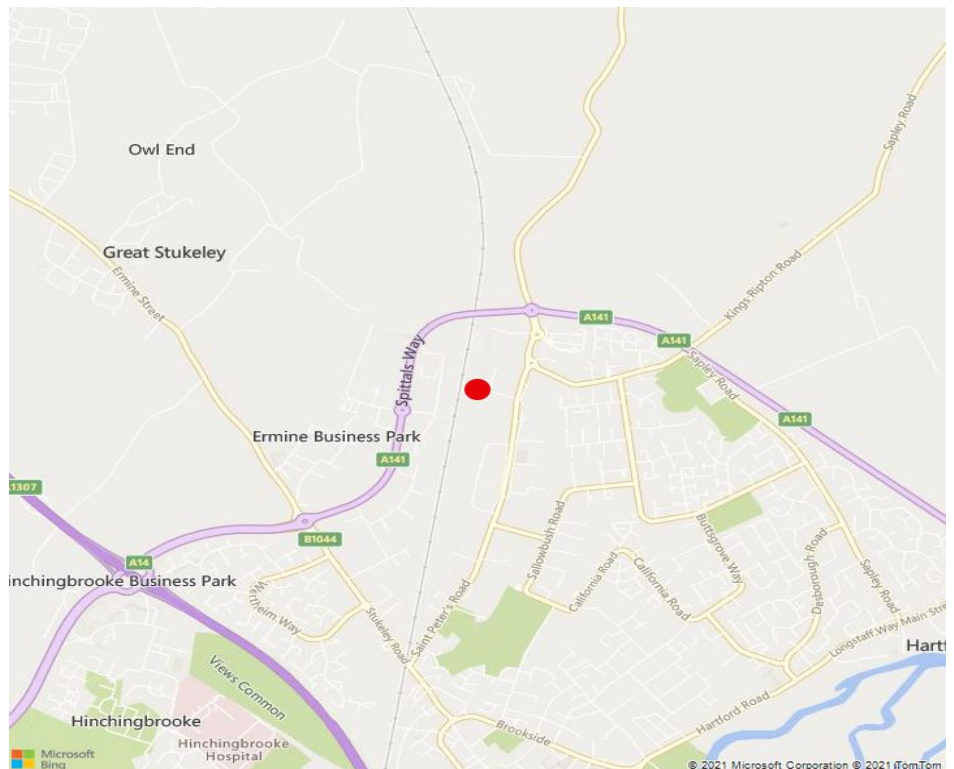 Owl End
Sapley Road
Great Stukeley
Ermine Street
Kings Ripton Road
A141
A141
Sapley Road
Spittals Way
A141
Ermine Business Park
A141
A1307
B1044
A14
Hinchingbrooke Business Park
Wertheim Way
Stukeley Road
Saint Peter's Road
Sallowbush Road
California Road
California Road
Buttsgrove Way
Desborough Road
Sapley Road
Longstaff Way Main Stre
Hartf
Views Common
Hinchingbrooke
Hinchingbrooke
Hospital
Brookside
Hartford Road
Microsoft
Bing
© 2021 Microsoft Corporation © 2021 TomTom